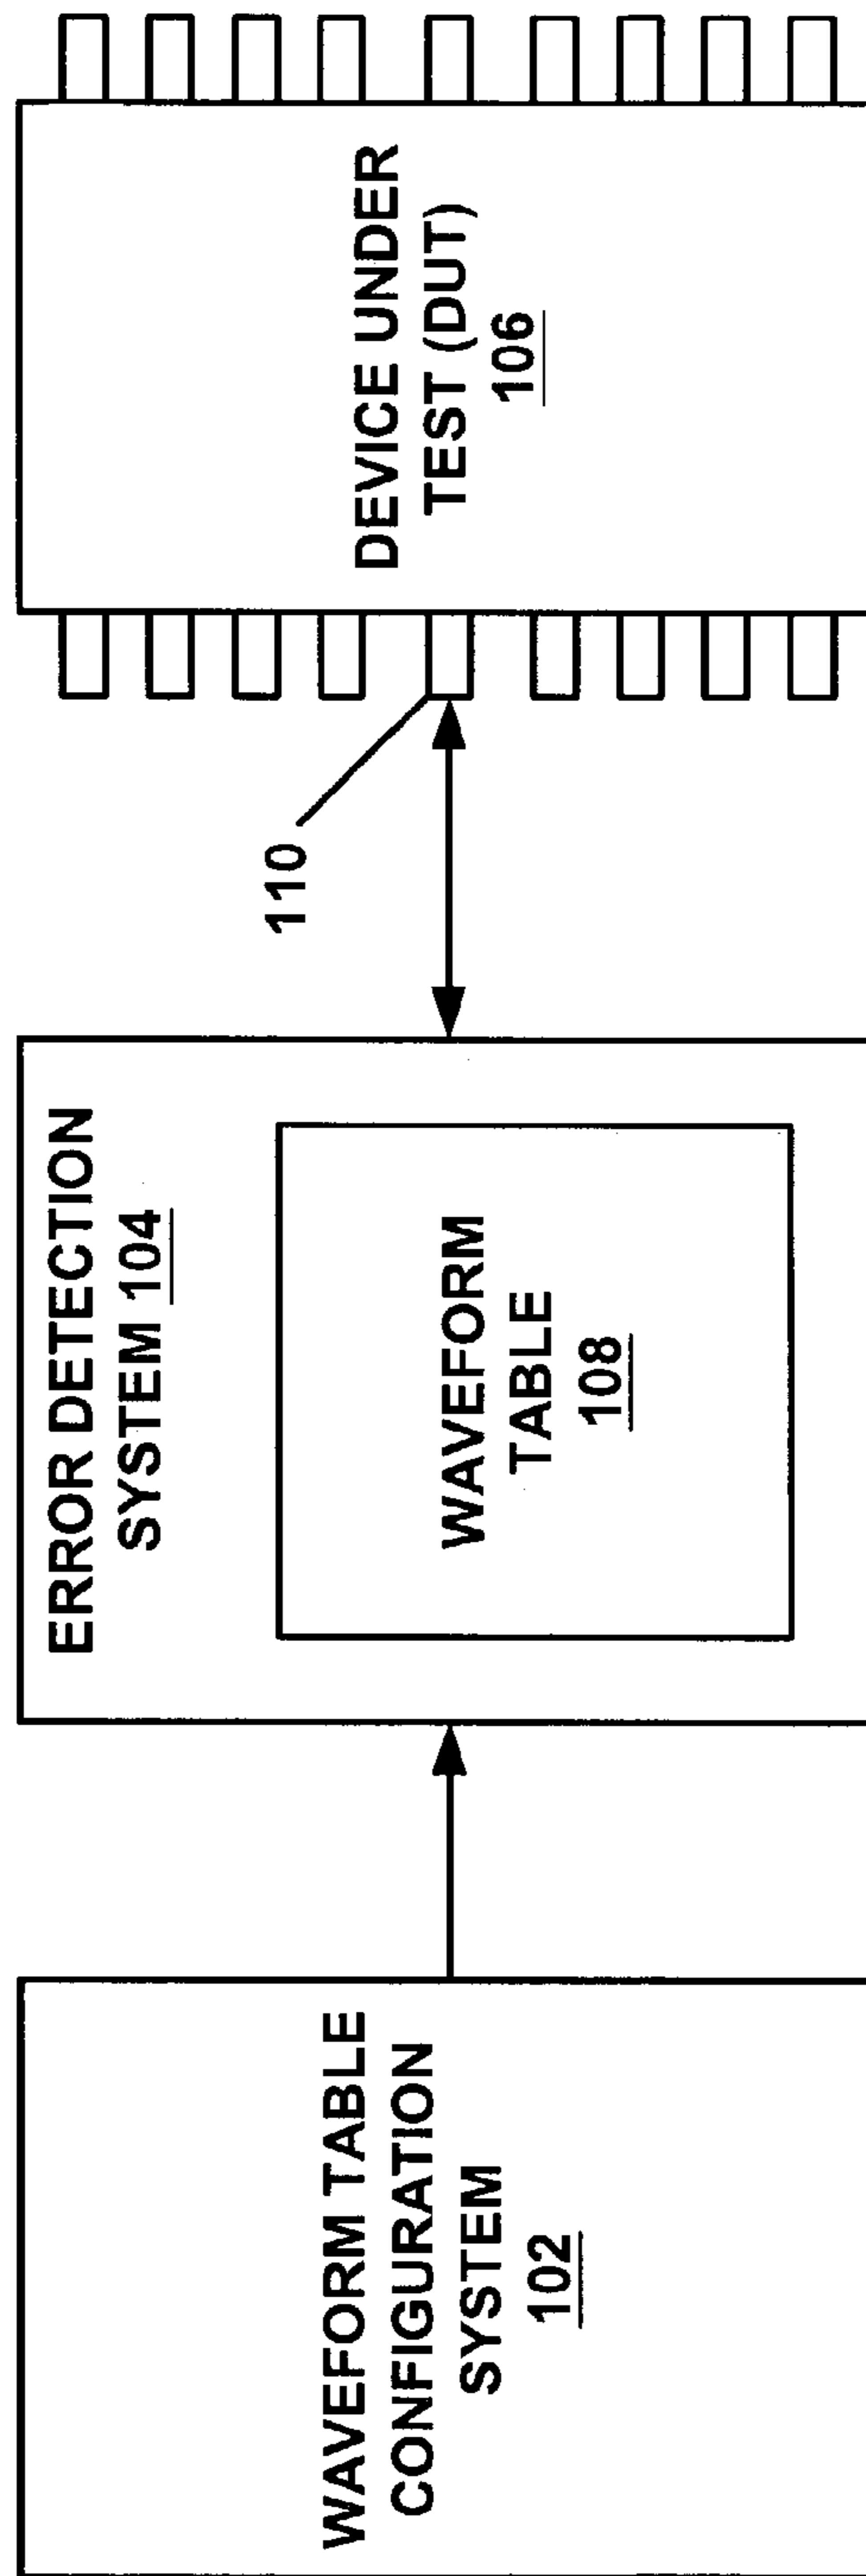 WAVEFORM TABLE
CONFIGURATION
SYSTEM
102
ERROR DETECTION
SYSTEM 104
WAVEFORM
TABLE
108
110
DEVICE UNDER
TEST (DUT)
106